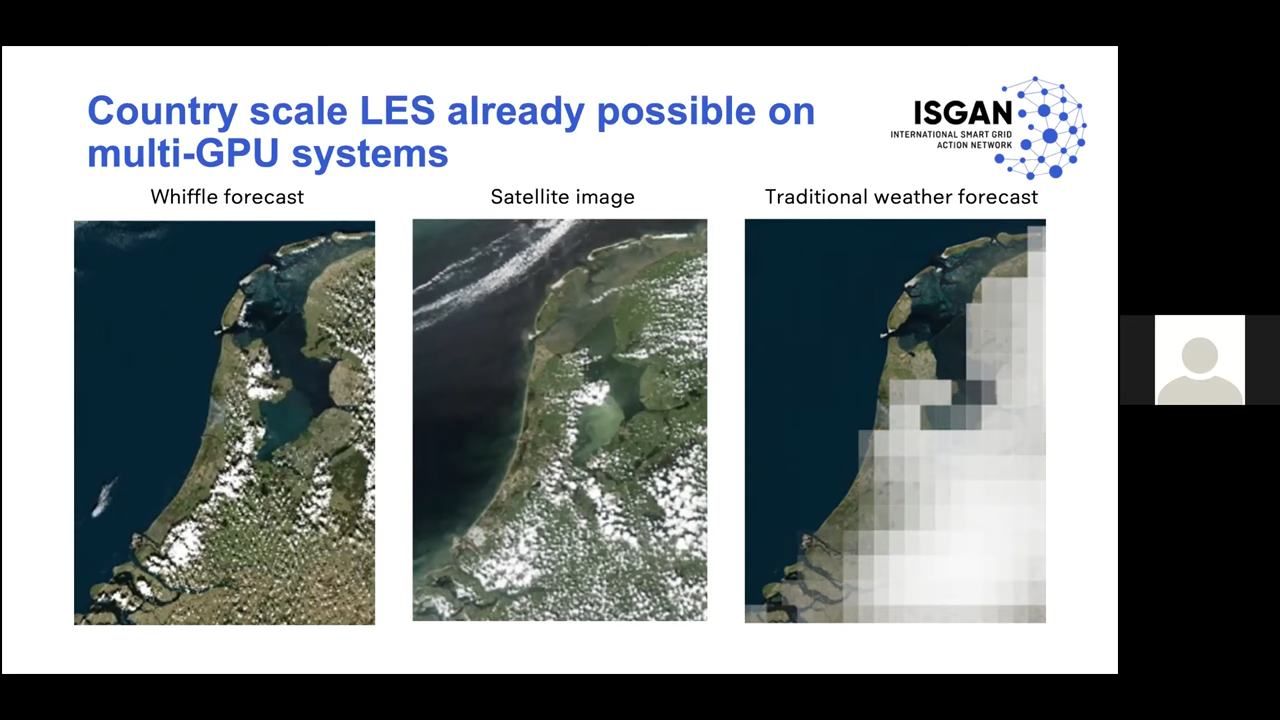 Country scale LES already possible on
multi-GPU systems
ISGAN
INTERNATIONAL SMART GRID
ACTION NETWORK
Whiffle forecast
Satellite image
Traditional weather forecast